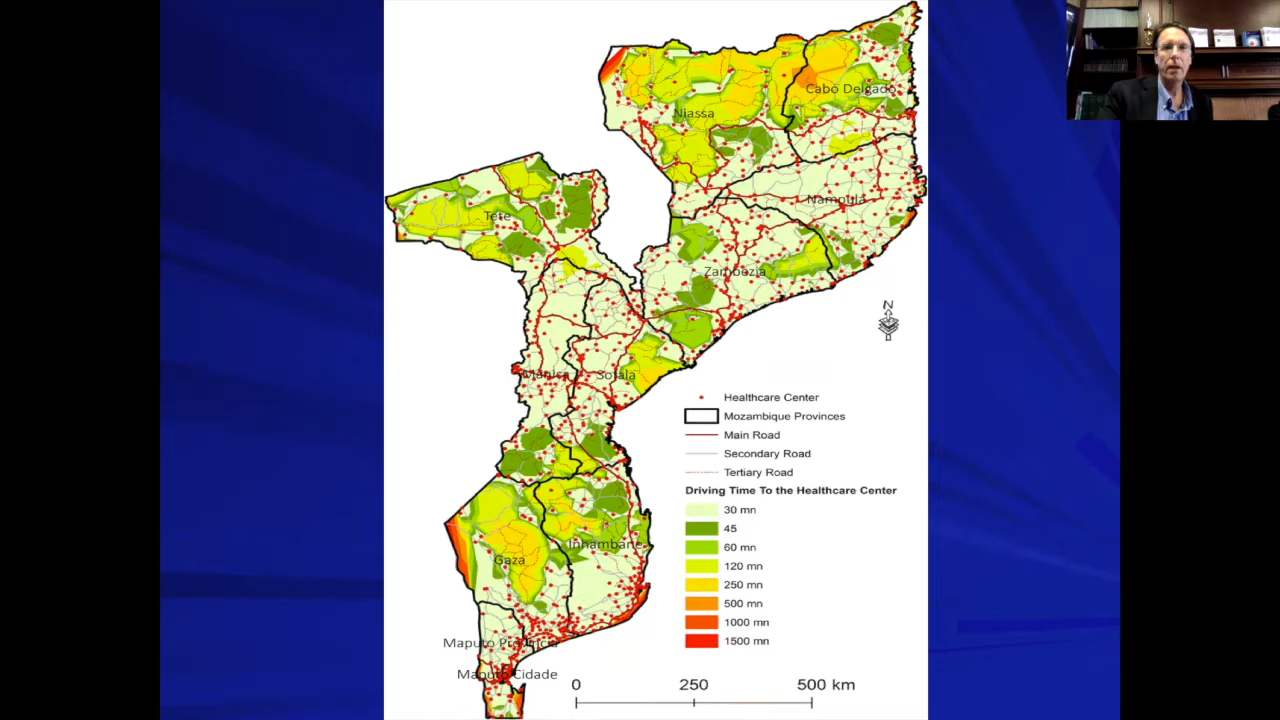 Cabo Delgado
Niassa
Nampula
Tete
Zambezia
N
Manica
Sofala
Healthcare Center
Mozambique Provinces
Main Road
Secondary Road
Tertiary Road
Driving Time To the Healthcare Center
30 mn
45
60 mn
120 mn
250 mn
500 mn
1000 mn
1500 mn
Inhambane
Gaza
Maputo Província
Maputo Cidade
0 250 500 km